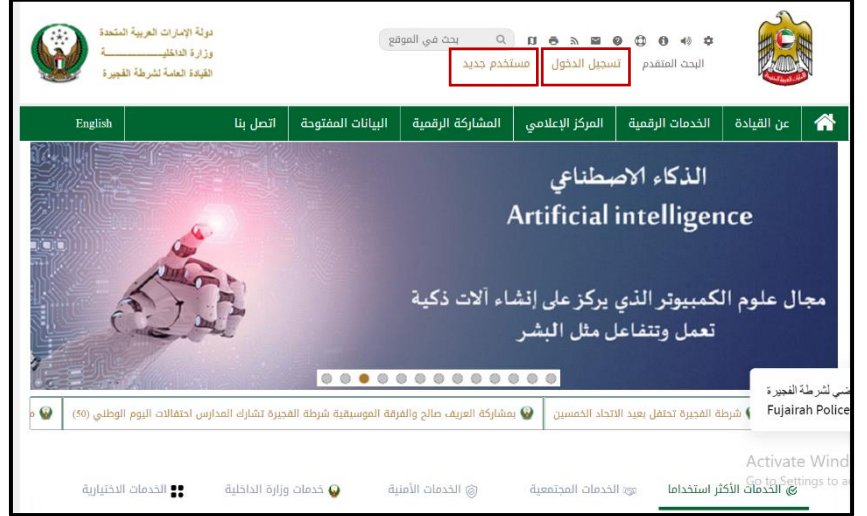 دولة الإمارات العربية المتحدة
وزارة الداخليـــــــــــــة
القيادة العامة لشرطة الفجيرة
بحث في الموقع
البحث المتقدم
تسجيل الدخول
مستخدم جديد
عن القيادة
الخدمات الرقمية
المركز الإعلامي
المشاركة الرقمية
البيانات المفتوحة
اتصل بنا
English
الذكاء الاصطناعي
Artificial intelligence
مجال علوم الكمبيوتر الذي يركز على إنشاء آلات ذكية
تعمل وتتفاعل مثل البشر
لشرطة الفجيرة
Fujairah Police
شرطة الفجيرة تحتفل بعيد الاتحاد الخمسين
بمشاركة العريف صالح والفرقة الموسيقية شرطة الفجيرة تشارك المدارس احتفالات اليوم الوطني (50)
Activate Wind
Go to Settings to a
الخدمات الأكثر استخداما
الخدمات المجتمعية
الخدمات الأمنية
خدمات وزارة الداخلية
الخدمات الاختيارية